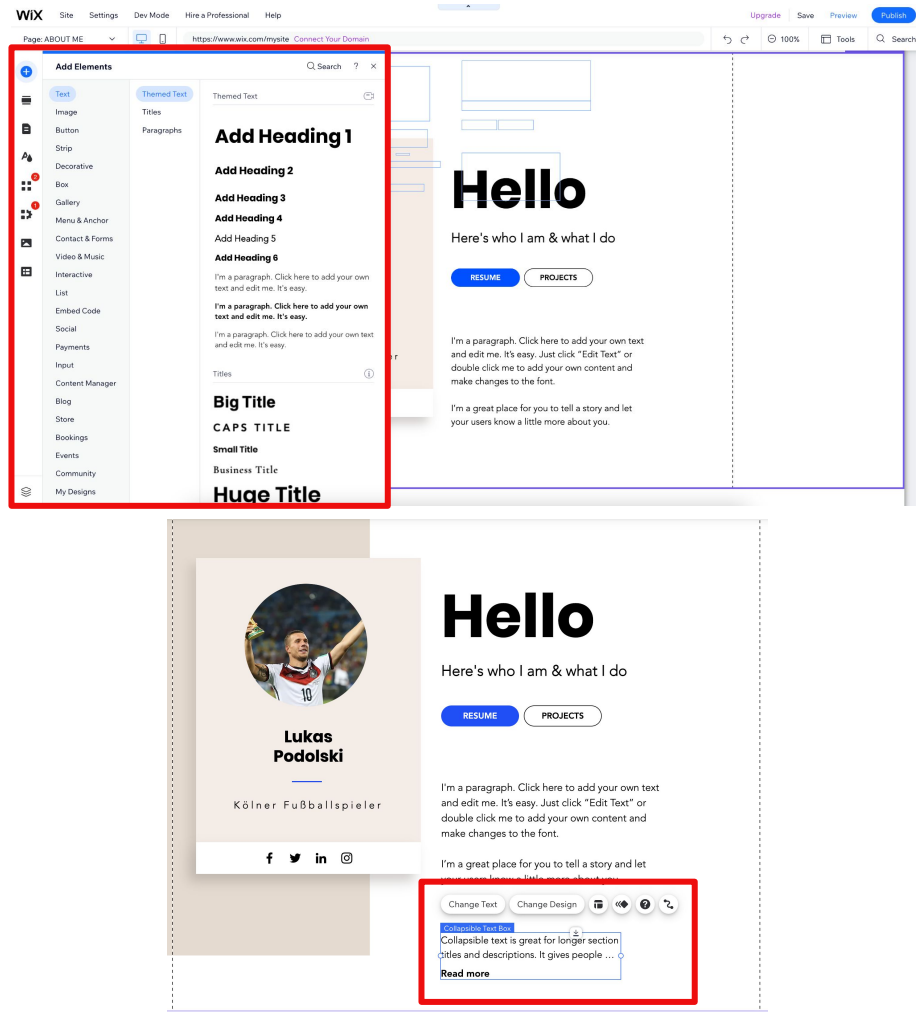 WiX Site Settings Dev Mode Hire a Professional Help Upgrade Save Preview Publish
Page: ABOUT ME https://www.wix.com/mysite Connect Your Domain 100% Tools Search
Add Elements Search ? ×
Text
Image
Button
Strip
Decorative
Box
Gallery
Menu & Anchor
Contact & Forms
Video & Music
Interactive
List
Embed Code
Social
Payments
Input
Content Manager
Blog
Store
Bookings
Events
Community
My Designs
2
1
Themed Text
Titles
Paragraphs
Themed Text
Add Heading 1
Add Heading 2
Add Heading 3
Add Heading 4
Add Heading 5
Add Heading 6
I'm a paragraph. Click here to add your own
text and edit me. It's easy.
I'm a paragraph. Click here to add your own
text and edit me. It's easy.
I'm a paragraph. Click here to add your own text
and edit me. It's easy.
Titles
Big Title
CAPS TITLE
Small Title
Business Title
Huge Title
e r
Hello
Here's who I am & what I do
RESUME PROJECTS
I'm a paragraph. Click here to add your own text
and edit me. It's easy. Just click “Edit Text” or
double click me to add your own content and
make changes to the font.
I'm a great place for you to tell a story and let
your users know a little more about you.
10
Lukas
Podolski
Kölner Fußballspieler
f in
Hello
Here's who I am & what I do
RESUME PROJECTS
I'm a paragraph. Click here to add your own text
and edit me. It's easy. Just click “Edit Text” or
double click me to add your own content and
make changes to the font.
I'm a great place for you to tell a story and let
your users know a little more about you.
Change Text Change Design ?
Collapsible Text Box
Collapsible text is great for longer section
titles and descriptions. It gives people ...
Read more